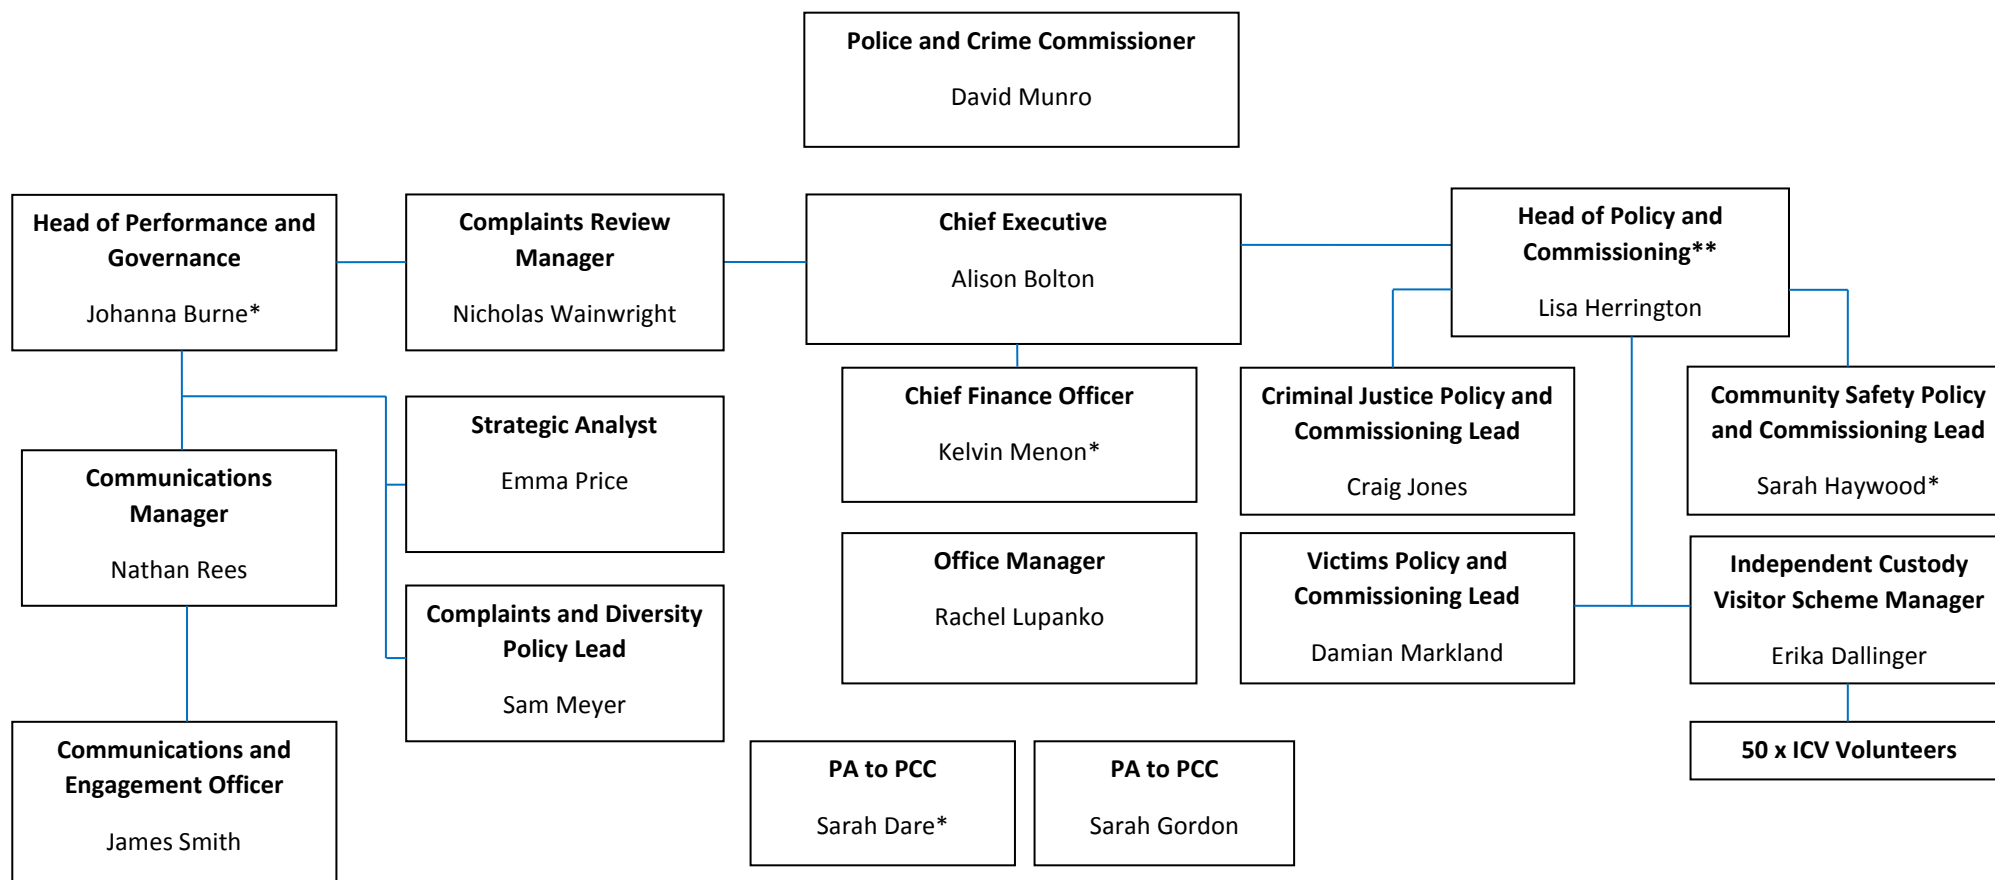 Police and Crime Commissioner
David Munro
Head of Performance and
Governance
Johanna Burne*
Complaints Review
Manager
Nicholas Wainwright
Chief Executive
Alison Bolton
Head of Policy and
Commissioning**
Lisa Herrington
Strategic Analyst
Emma Price
Chief Finance Officer
Kelvin Menon*
Criminal Justice Policy and
Commissioning Lead
Craig Jones
Community Safety Policy
and Commissioning Lead
Sarah Haywood*
Communications
Manager
Nathan Rees
Complaints and Diversity
Policy Lead
Sam Meyer
Office Manager
Rachel Lupanko
Victims Policy and
Commissioning Lead
Damian Markland
Independent Custody
Visitor Scheme Manager
Erika Dallinger
Communications and
Engagement Officer
James Smith
PA to PCC
Sarah Dare*
PA to PCC
Sarah Gordon
50 x ICV Volunteers